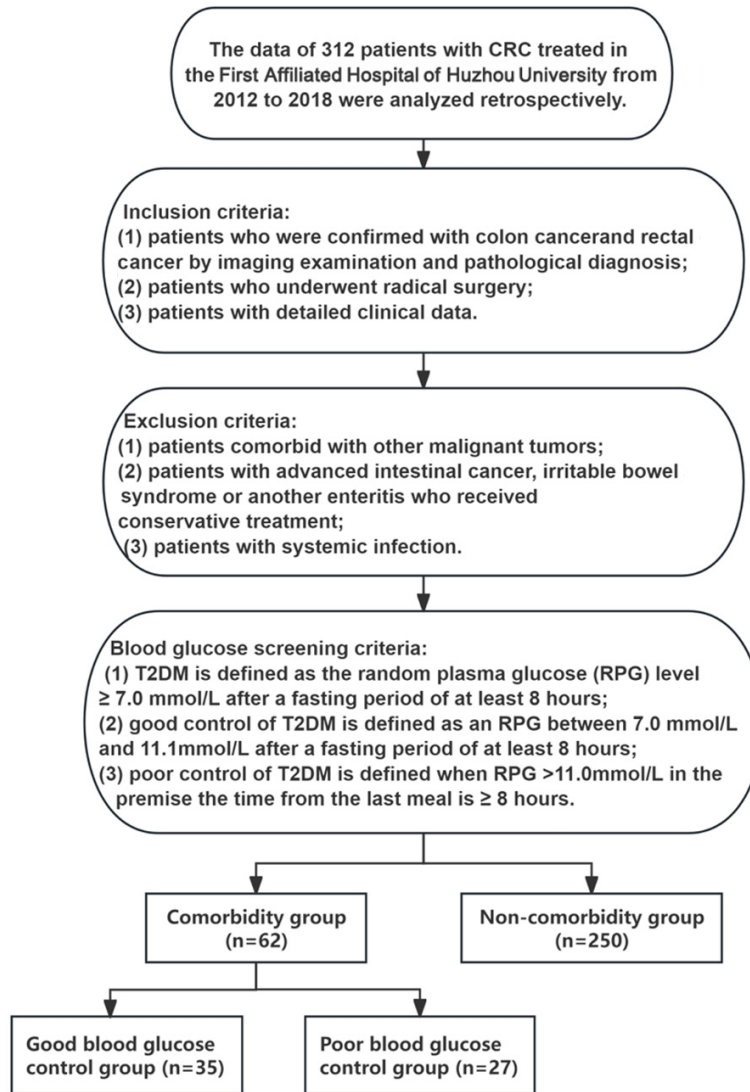 The data of 312 patients with CRC treated in
the First Affiliated Hospital of Huzhou University from
2012 to 2018 were analyzed retrospectively.
Inclusion criteria:
(1) patients who were confirmed with colon cancerand rectal
cancer by imaging examination and pathological diagnosis;
(2) patients who underwent radical surgery;
(3) patients with detailed clinical data.
Exclusion criteria:
(1) patients comorbid with other malignant tumors;
(2) patients with advanced intestinal cancer, irritable bowel
syndrome or another enteritis who received
conservative treatment;
(3) patients with systemic infection.
Blood glucose screening criteria:
(1) T2DM is defined as the random plasma glucose (RPG) level
≥ 7.0 mmol/L after a fasting period of at least 8 hours;
(2) good control of T2DM is defined as an RPG between 7.0 mmol/L
and 11.1mmol/L after a fasting period of at least 8 hours;
(3) poor control of T2DM is defined when RPG >11.0mmol/L in the
premise the time from the last meal is ≥ 8 hours.
Comorbidity group
(n=62)
Non-comorbidity group
(n=250)
Good blood glucose
control group (n=35)
Poor blood glucose
control group (n=27)